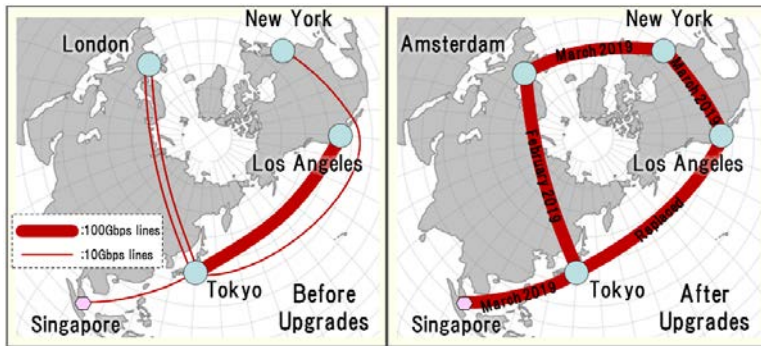 New York
London
Los Angeles
:100Gbps lines
:10Gbps lines
Tokyo
Singapore
Before
Upgrades
New York
Amsterdam
March 2019
March 2019
February 2019
Los Angeles
Replaced
March 2019
Tokyo
Singapore
After
Upgrades